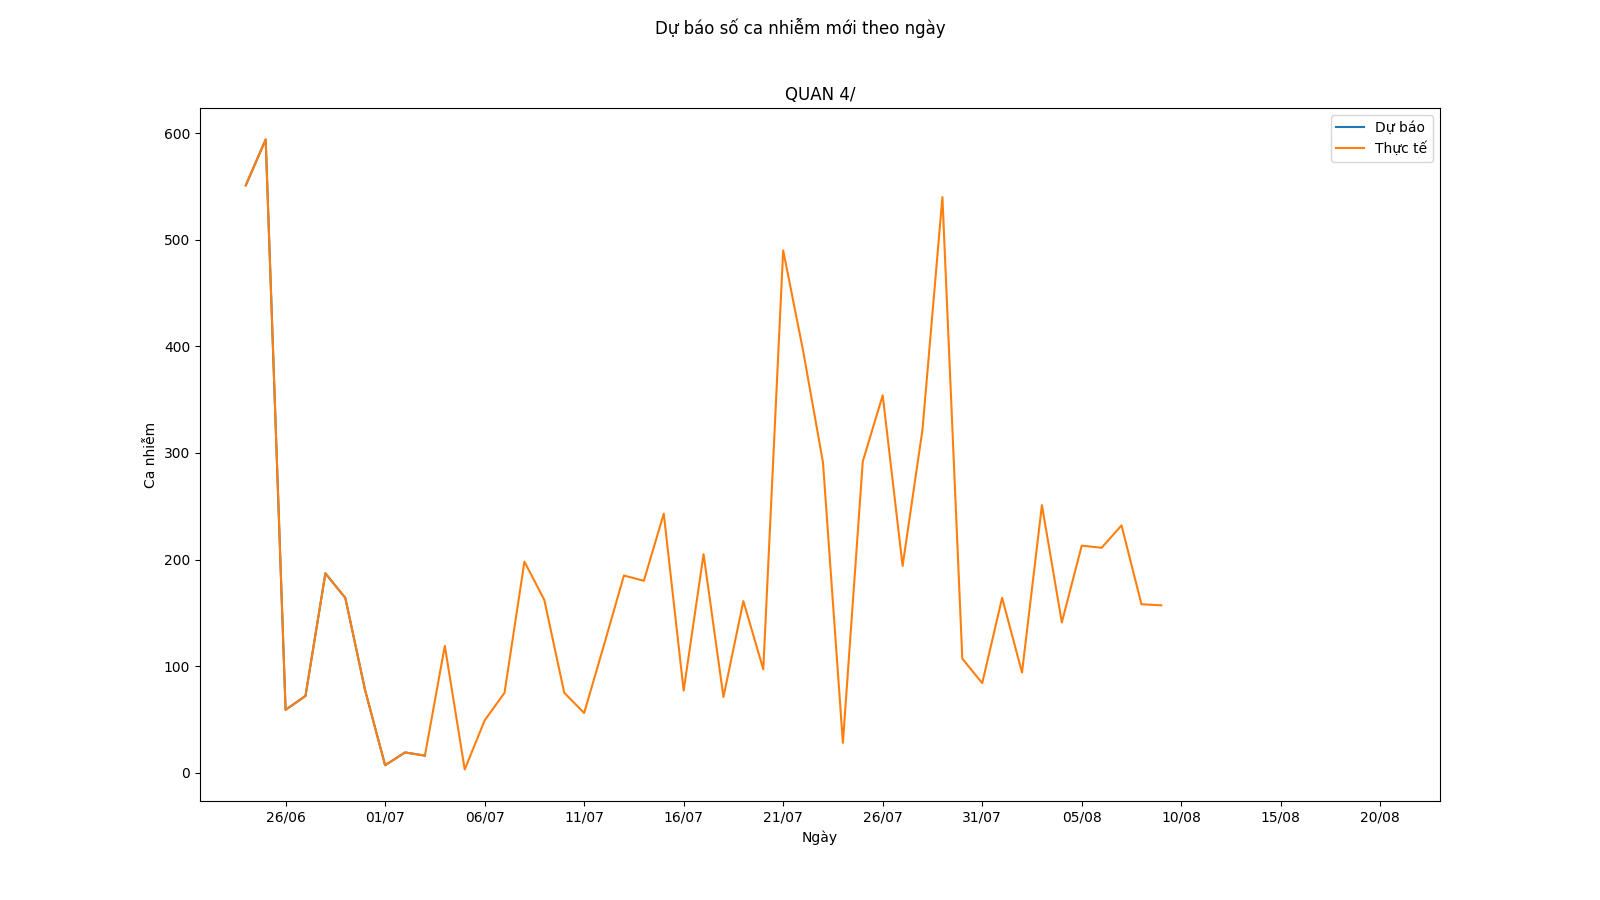 Dự báo số ca nhiễm mới theo ngày
QUAN 4/
Dự báo
Thực tế
600
500
400
300
200
100
0
Ca nhiễm
26/06 01/07 06/07 11/07 16/07 21/07 26/07 31/07 05/08 10/08 15/08 20/08
Ngày